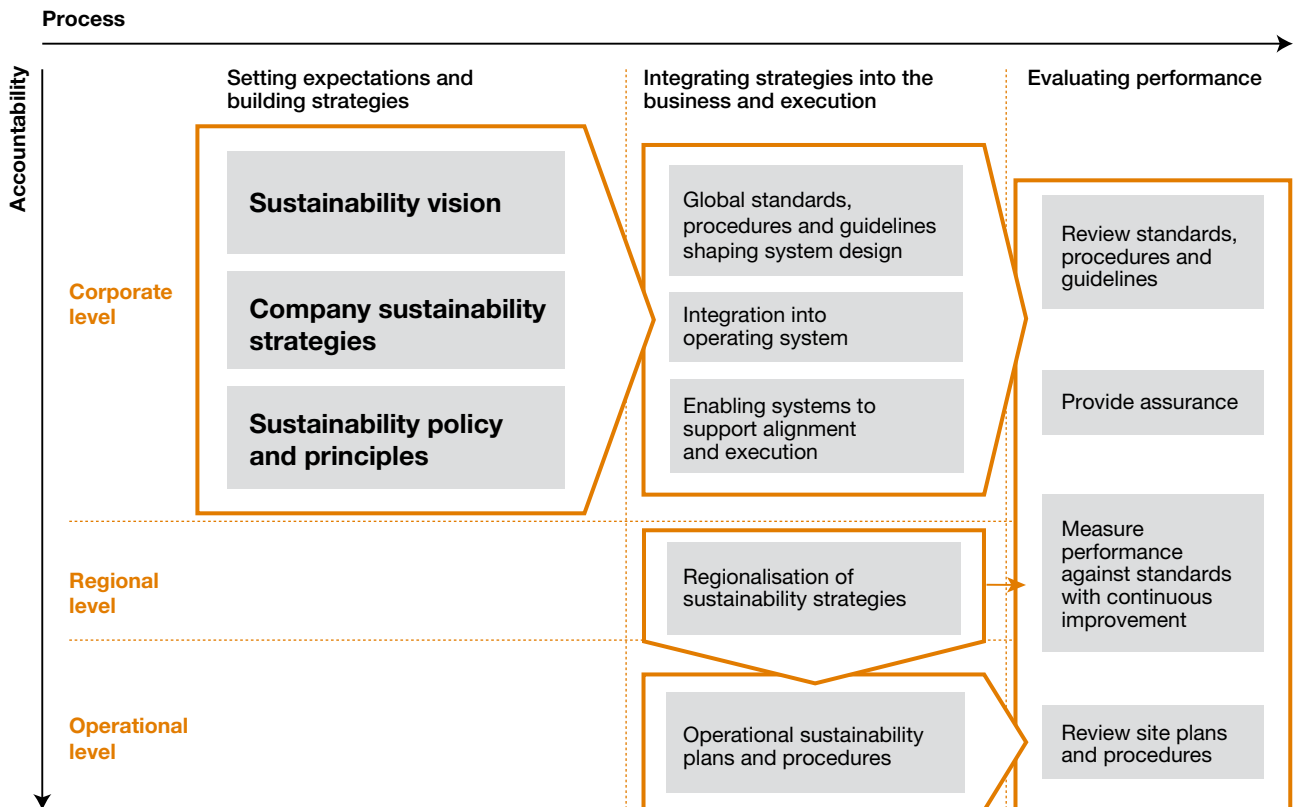 Process
Accountability
Setting expectations and
building strategies
Integrating strategies into the
business and execution
Evaluating performance
Corporate
level
Sustainability vision
Company sustainability
strategies
Sustainability policy
and principles
Global standards,
procedures and guidelines
shaping system design
Integration into
operating system
Enabling systems to
support alignment
and execution
Review standards,
procedures and
guidelines
Provide assurance
Regional
level
Regionalisation of
sustainability strategies
Measure
performance
against standards
with continuous
improvement
Operational
level
Operational sustainability
plans and procedures
Review site plans
and procedures